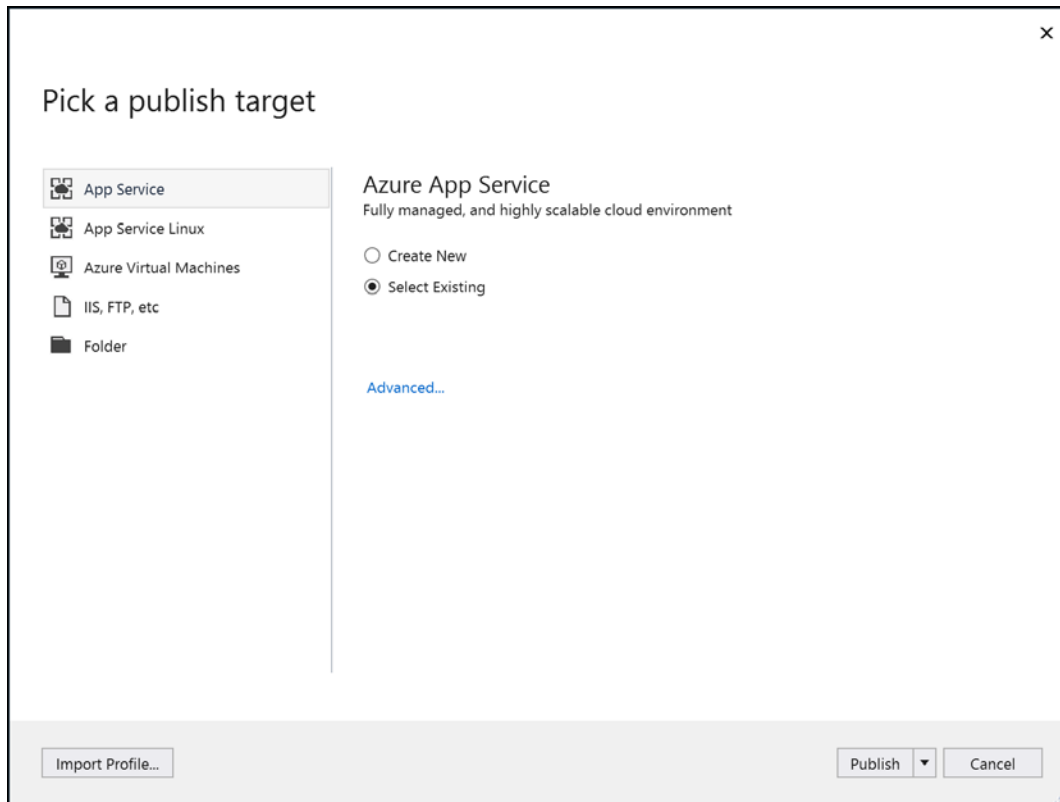 Pick a publish target
App Service
App Service Linux
Azure Virtual Machines
IIS, FTP, etc
Folder
Azure App Service
Fully managed, and highly scalable cloud environment
Create New
Select Existing
Advanced...
Import Profile...
Publish
Cancel